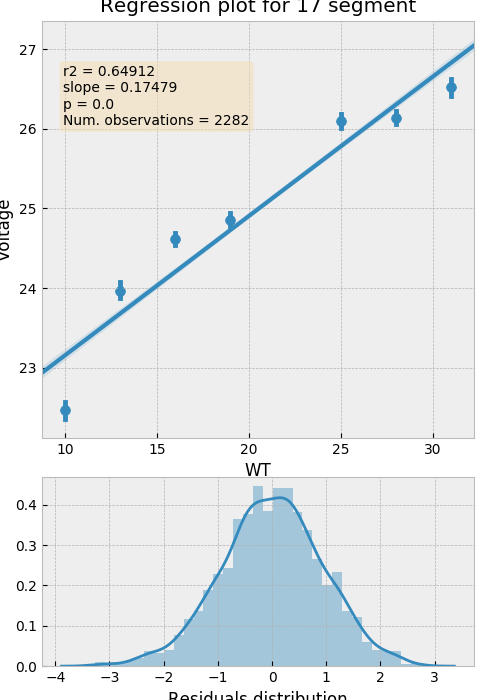 Regression plot for 17 segment
27
26
25
24
23
Voltage
r2 = 0.64912
slope = 0.17479
p = 0.0
Num. observations = 2282
10 15 20 25 30
WT
0.4
0.3
0.2
0.1
0.0
−4 −3 −2 −1 0 1 2 3
Residuals distribution